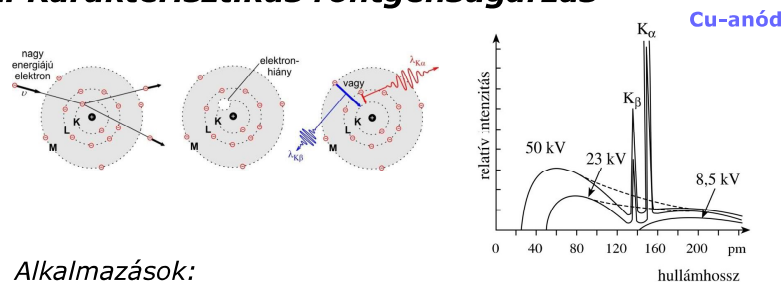 Karakterisztikus röntgensugárzás
Cu-anód
nagy
energiájú
elektron
υ
K
L
M
elektron-
hiány
K
L
M
vagy
λKα
λKβ
K
L
M
relatív intenzitás
Kα
Kβ
50 kV
23 kV
8,5 kV
0 40 80 120 160 200 pm
hullámhossz
Alkalmazások: